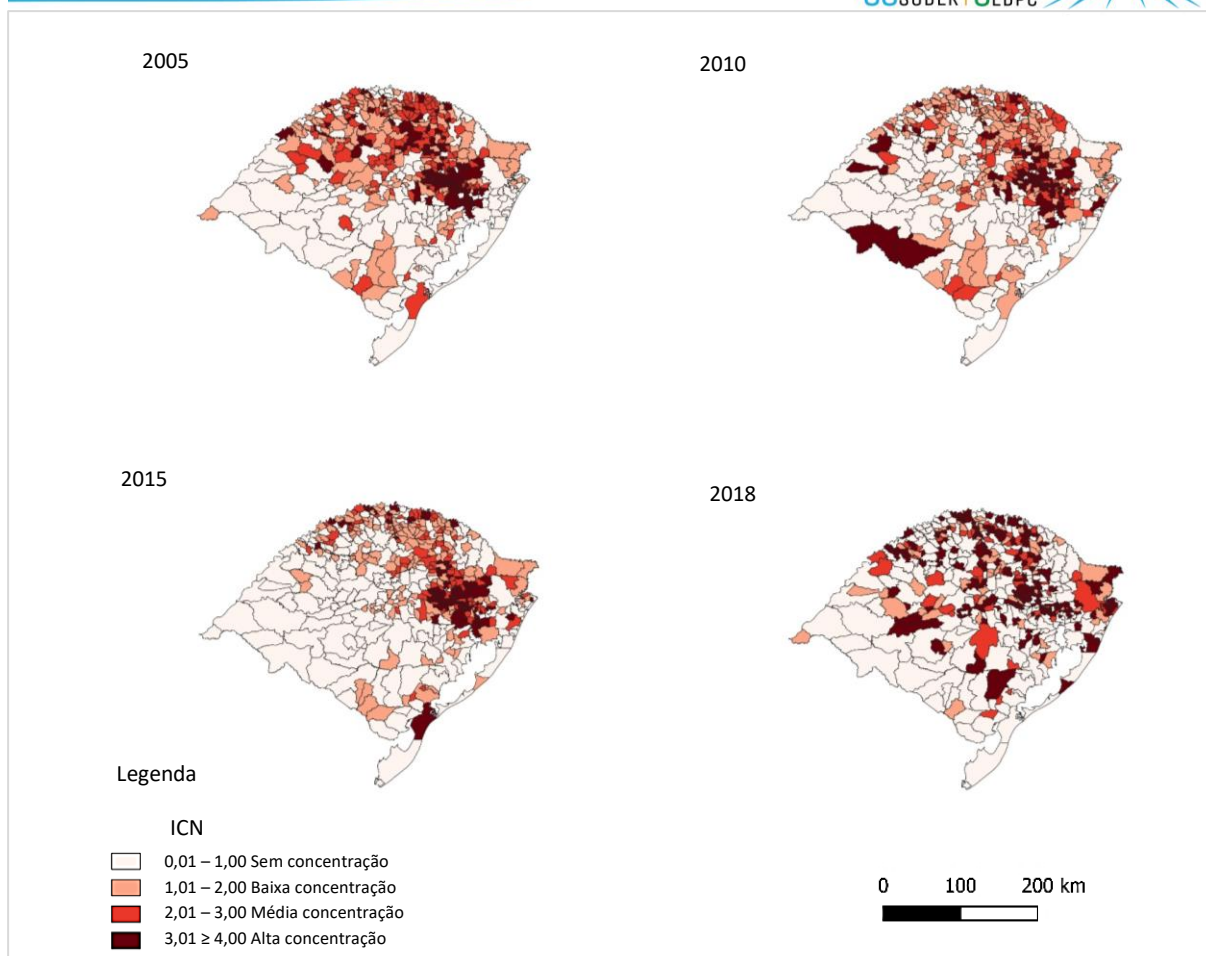 2005
2010
2015
2018
Legenda
ICN
0,01 – 1,00 Sem concentração
1,01 – 2,00 Baixa concentração
2,01 – 3,00 Média concentração
3,01 ≥ 4,00 Alta concentração
0 100 200 km